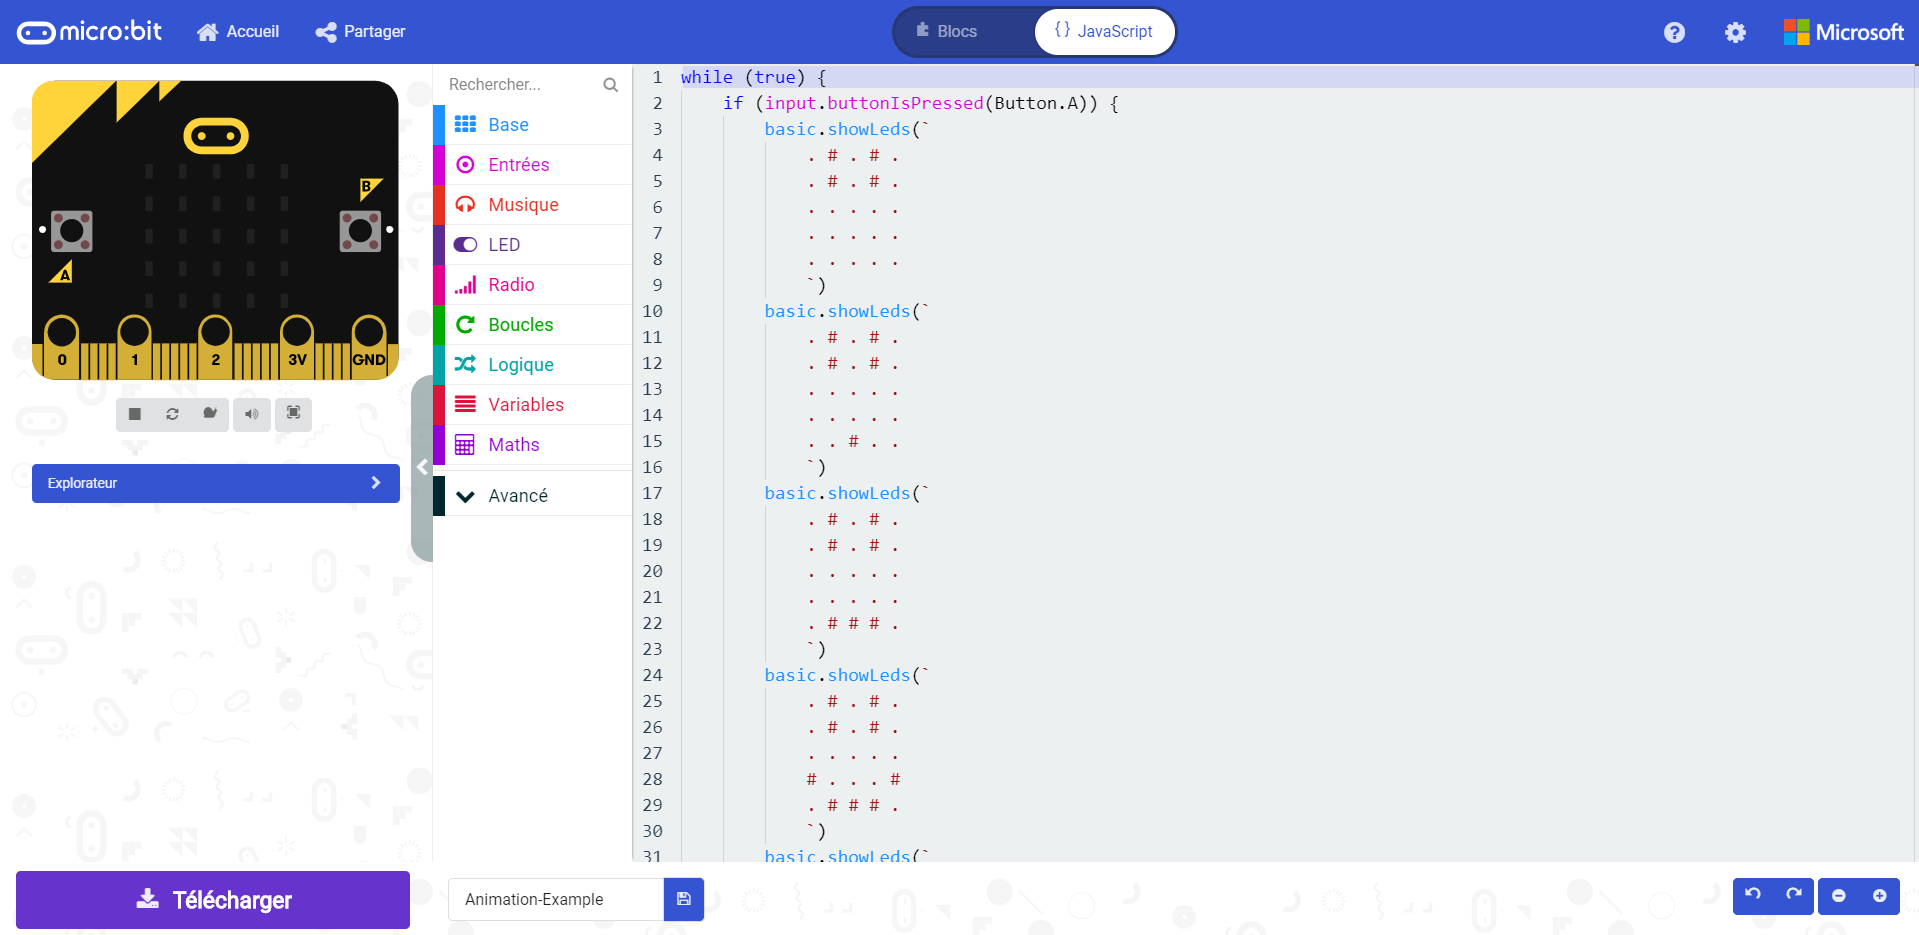 micro:bit Accueil Partager Blocs {} JavaScript ? Microsoft
B
A
0 1 2 3V GND
Explorateur
Télécharger
Rechercher...
Base
Entrées
Musique
LED
Radio
Boucles
Logique
Variables
Maths
Avancé
1 while (true) {
2 if (input.buttonIsPressed(Button.A)) {
3 basic.showLeds(`
4 . # . # .
5 . # . # .
6 . . . . .
7 . . . . .
8 . . . . .
9 `)
10 basic.showLeds(`
11 . # . # .
12 . # . # .
13 . . . . .
14 . . . . .
15 . . # . .
16 `)
17 basic.showLeds(`
18 . # . # .
19 . # . # .
20 . . . . .
21 . . . . .
22 . # # # .
23 `)
24 basic.showLeds(`
25 . # . # .
26 . # . # .
27 . . . . .
28 # . . . #
29 . # # # .
30 `)
31 basic.showLeds(`
Animation-Example